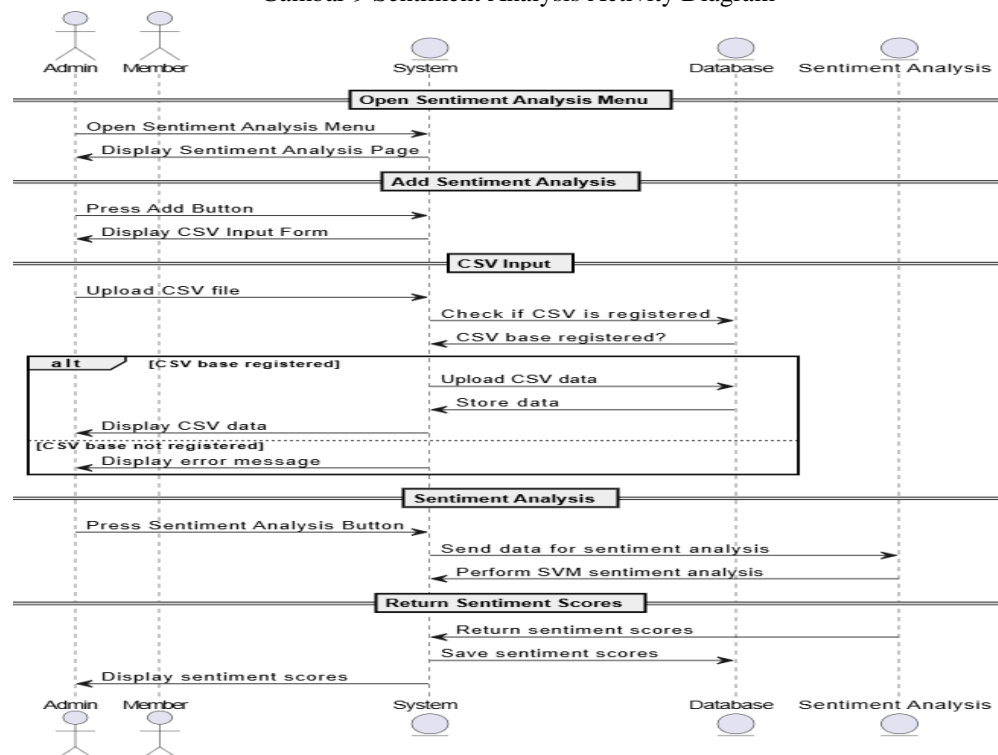 Gambar 9 Sentiment Analysis Activity Diagram
Admin Member System Database Sentiment Analysis
Open Sentiment Analysis Menu
Open Sentiment Analysis Menu
Display Sentiment Analysis Page
Add Sentiment Analysis
Press Add Button
Display CSV Input Form
CSV Input
Upload CSV file
Check if CSV is registered
CSV base registered?
alt [CSV base registered]
Upload CSV data
Store data
Display CSV data
[CSV base not registered]
Display error message
Sentiment Analysis
Press Sentiment Analysis Button
Send data for sentiment analysis
Perform SVM sentiment analysis
Return Sentiment Scores
Return sentiment scores
Save sentiment scores
Display sentiment scores
Admin Member System Database Sentiment Analysis